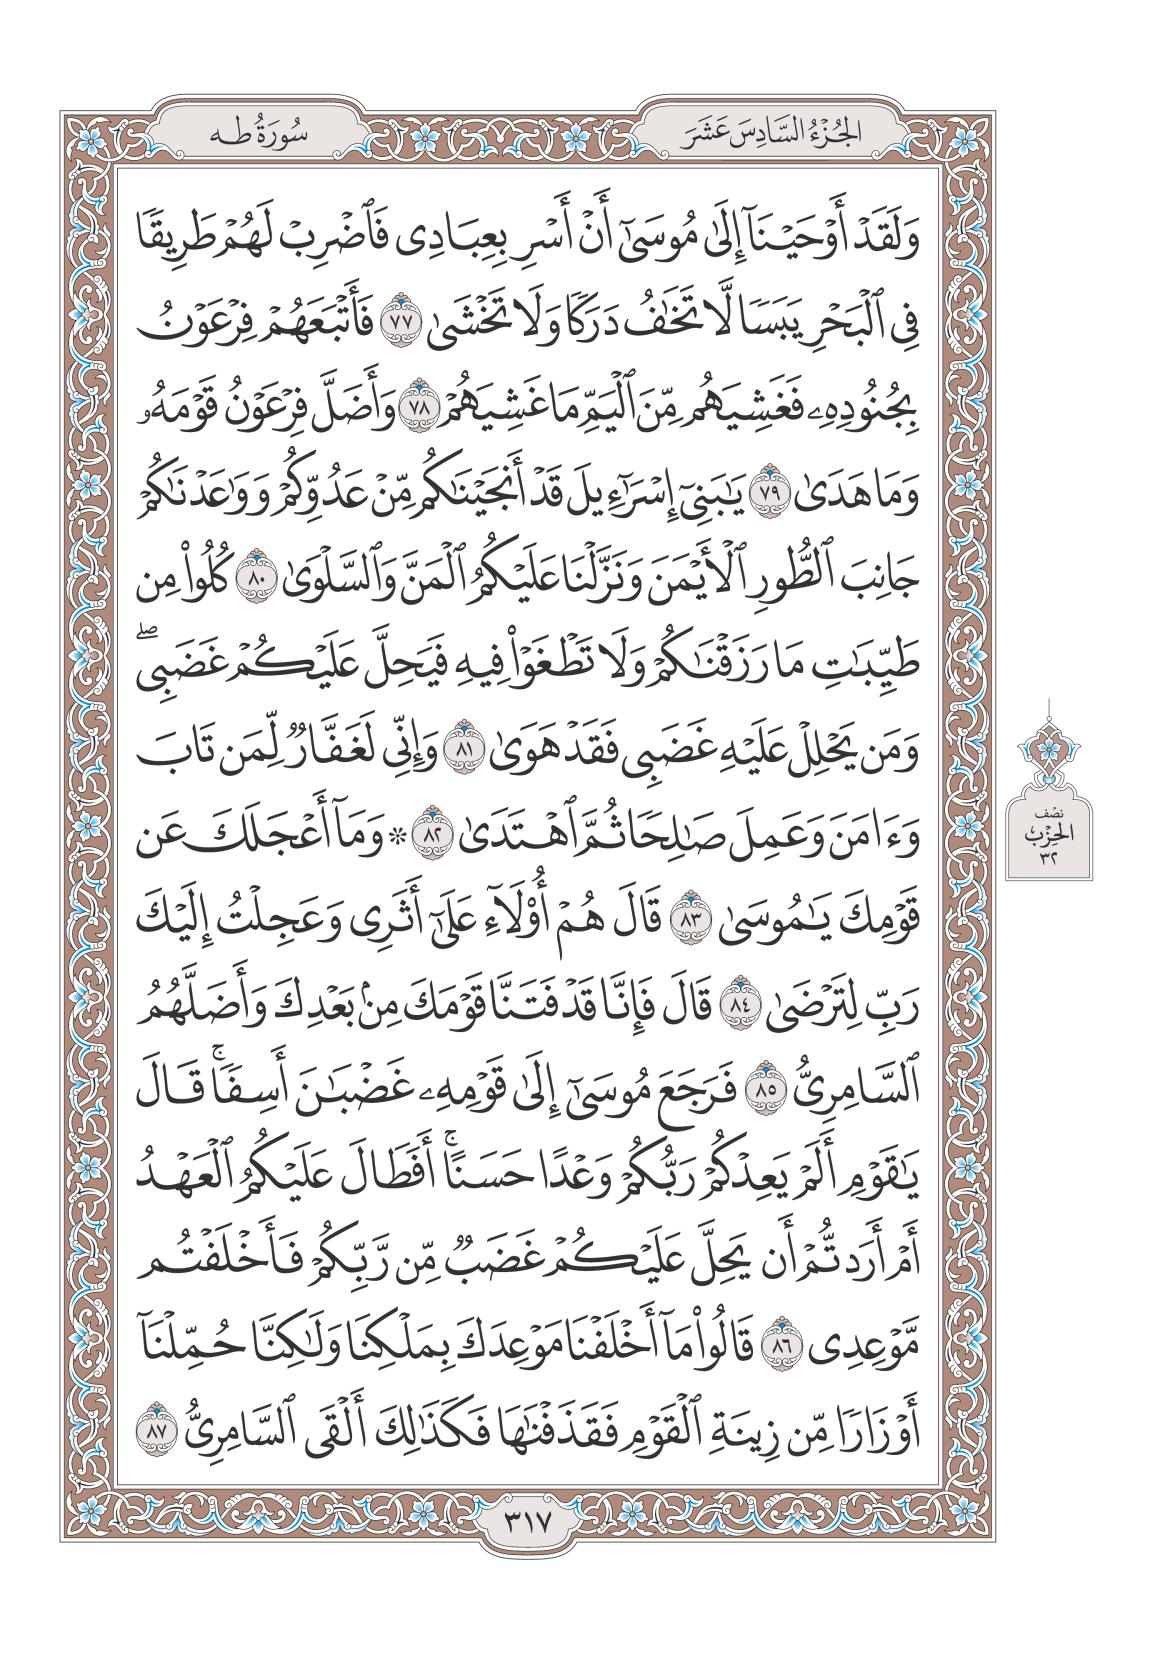 الجُزْءُ السَّادِسَ عَشَرَ
سُورَةُ طه
وَلَقَدْ أَوْحَيْنَآ إِلَىٰ مُوسَىٰٓ أَنْ أَسْرِ بِعِبَادِى فَٱضْرِبْ لَهُمْ طَرِيقًا
فِى ٱلْبَحْرِ يَبَسًا لَّا تَخَـٰفُ دَرَكًا وَلَا تَخْشَىٰ ٧٧ فَأَتْبَعَهُمْ فِرْعَوْنُ
بِجُنُودِهِۦ فَغَشِيَهُم مِّنَ ٱلْيَمِّ مَا غَشِيَهُمْ ٧٨ وَأَضَلَّ فِرْعَوْنُ قَوْمَهُۥ
وَمَا هَدَىٰ ٧٩ يَـٰبَنِىٓ إِسْرَٰٓءِيلَ قَدْ أَنجَيْنَـٰكُم مِّنْ عَدُوِّكُمْ وَوَٰعَدْنَـٰكُمْ
جَانِبَ ٱلطُّورِ ٱلْأَيْمَنَ وَنَزَّلْنَا عَلَيْكُمُ ٱلْمَنَّ وَٱلسَّلْوَىٰ ٨٠ كُلُوا۟ مِن
طَيِّبَـٰتِ مَا رَزَقْنَـٰكُمْ وَلَا تَطْغَوْا۟ فِيهِ فَيَحِلَّ عَلَيْكُمْ غَضَبِى ۖ
وَمَن يَحْلِلْ عَلَيْهِ غَضَبِى فَقَدْ هَوَىٰ ٨١ وَإِنِّى لَغَفَّارٌ لِّمَن تَابَ
وَءَامَنَ وَعَمِلَ صَـٰلِحًا ثُمَّ ٱهْتَدَىٰ ٨٢ * وَمَآ أَعْجَلَكَ عَن
قَوْمِكَ يَـٰمُوسَىٰ ٨٣ قَالَ هُمْ أُو۟لَآءِ عَلَىٰٓ أَثَرِى وَعَجِلْتُ إِلَيْكَ
رَبِّ لِتَرْضَىٰ ٨٤ قَالَ فَإِنَّا قَدْ فَتَنَّا قَوْمَكَ مِنۢ بَعْدِكَ وَأَضَلَّهُمُ
ٱلسَّامِرِىُّ ٨٥ فَرَجَعَ مُوسَىٰٓ إِلَىٰ قَوْمِهِۦ غَضْبَـٰنَ أَسِفًا ۚ قَالَ
يَـٰقَوْمِ أَلَمْ يَعِدْكُمْ رَبُّكُمْ وَعْدًا حَسَنًا ۚ أَفَطَالَ عَلَيْكُمُ ٱلْعَهْدُ
أَمْ أَرَدتُّمْ أَن يَحِلَّ عَلَيْكُمْ غَضَبٌ مِّن رَّبِّكُمْ فَأَخْلَفْتُم
مَّوْعِدِى ٨٦ قَالُوا۟ مَآ أَخْلَفْنَا مَوْعِدَكَ بِمَلْكِنَا وَلَـٰكِنَّا حُمِّلْنَآ
أَوْزَارًا مِّن زِينَةِ ٱلْقَوْمِ فَقَذَفْنَـٰهَا فَكَذَٰلِكَ أَلْقَى ٱلسَّامِرِىُّ ٨٧
نصْف
الحِزْب
٣٢
٣١٧